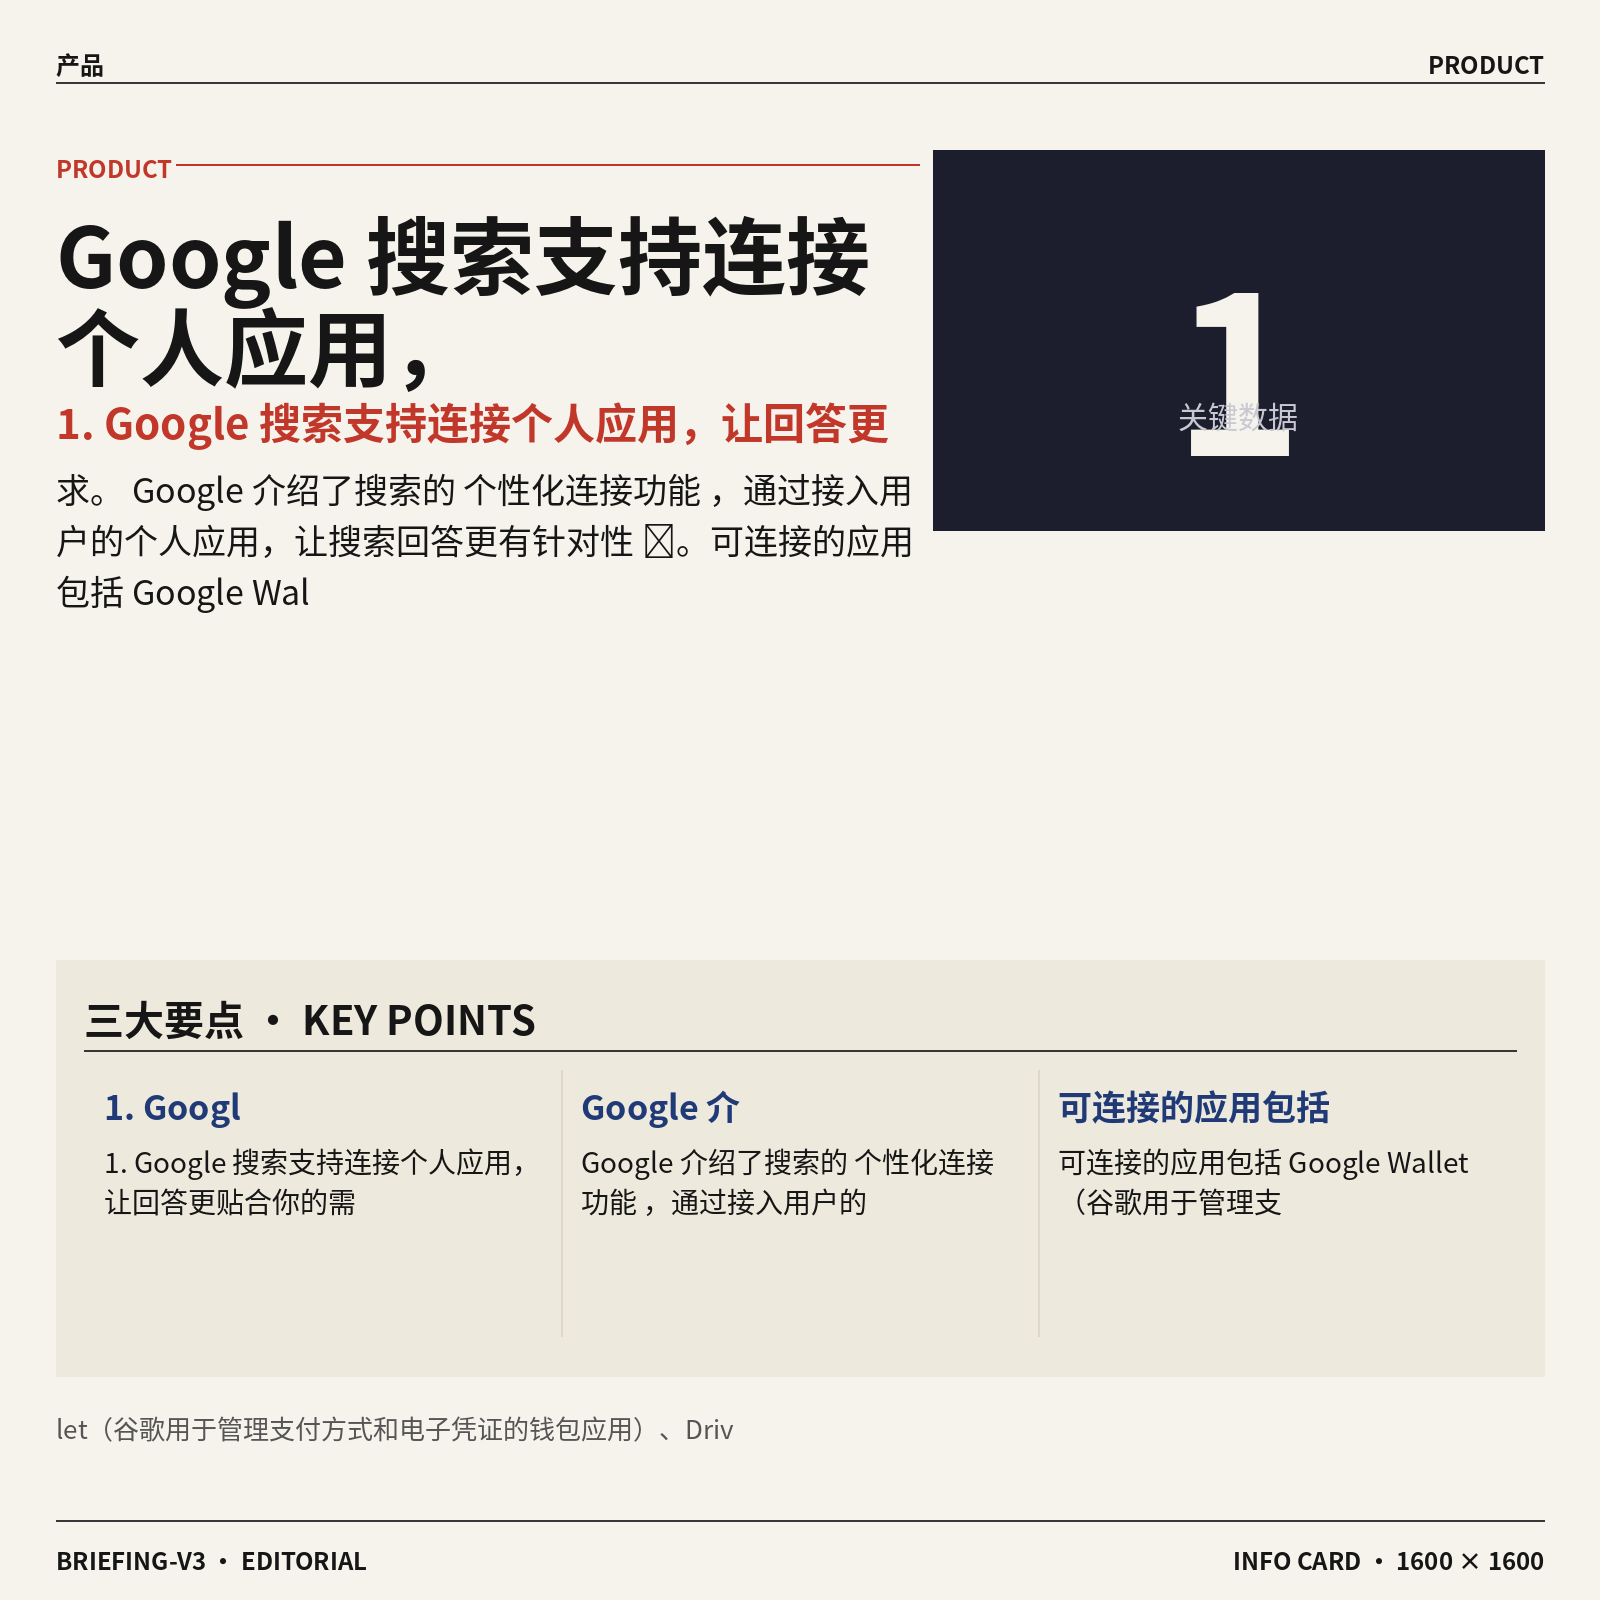 产品
PRODUCT
PRODUCT
Google 搜索支持连接
个人应用，
1. Google 搜索支持连接个人应用，让回答更
求。 Google 介绍了搜索的 个性化连接功能 ，通过接入用
户的个人应用，让搜索回答更有针对性 。可连接的应用
包括 Google Wal
1
关键数据
三大要点 · KEY POINTS
1. Googl
1. Google 搜索支持连接个人应用，
让回答更贴合你的需
Google 介
Google 介绍了搜索的 个性化连接
功能 ，通过接入用户的
可连接的应用包括
可连接的应用包括 Google Wallet
（谷歌用于管理支
let（谷歌用于管理支付方式和电子凭证的钱包应用）、Driv
BRIEFING-V3 · EDITORIAL
INFO CARD · 1600 × 1600